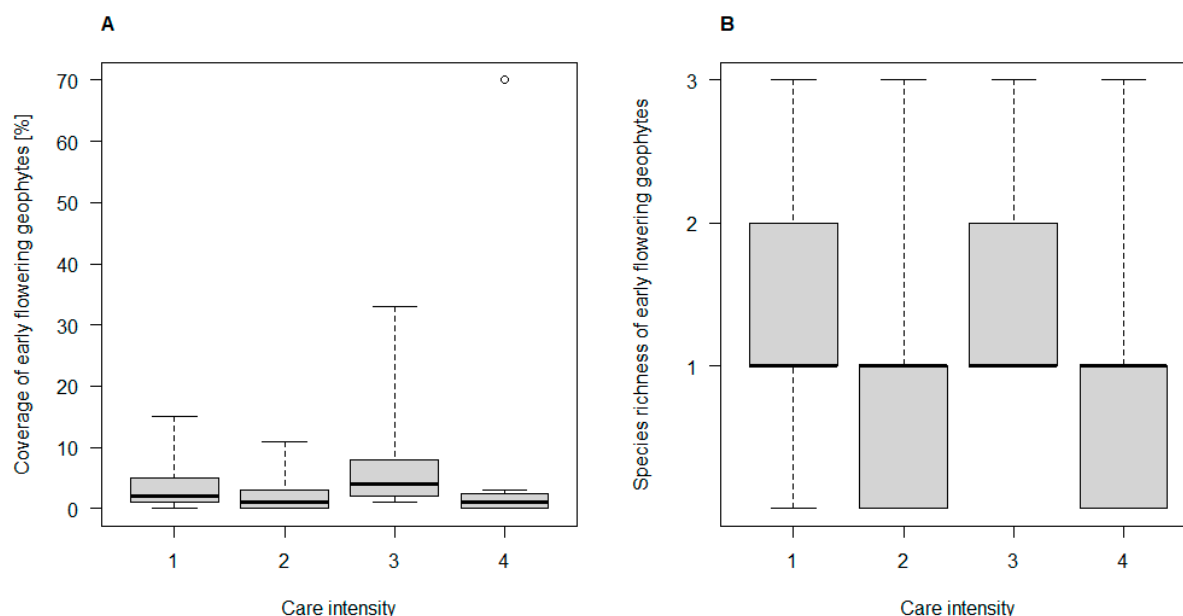 A
Coverage of early flowering geophytes [%]
70
60
50
40
30
20
10
0
1 2 3 4
Care intensity
B
Species richness of early flowering geophytes
3
2
1
1 2 3 4
Care intensity